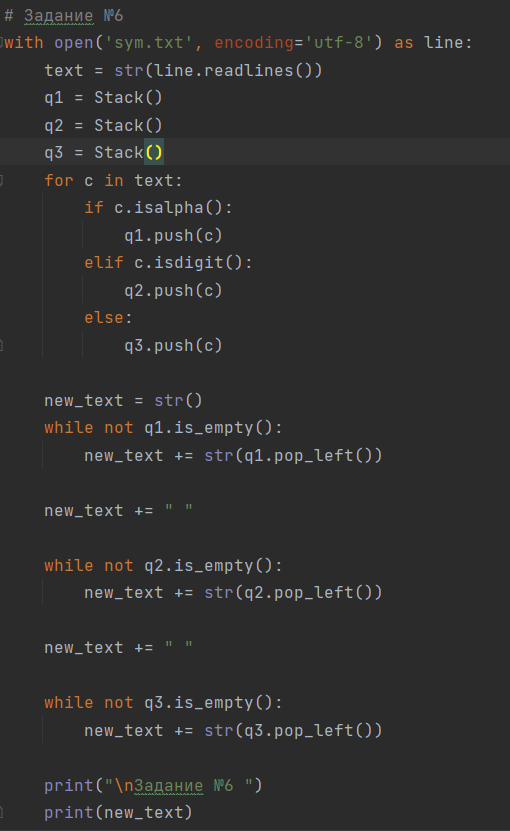 # Задание №6
with open('sym.txt', encoding='utf-8') as line:
    text = str(line.readlines())
    q1 = Stack()
    q2 = Stack()
    q3 = Stack()
    for c in text:
        if c.isalpha():
            q1.push(c)
        elif c.isdigit():
            q2.push(c)
        else:
            q3.push(c)

    new_text = str()
    while not q1.is_empty():
        new_text += str(q1.pop_left())

    new_text += " "

    while not q2.is_empty():
        new_text += str(q2.pop_left())

    new_text += " "

    while not q3.is_empty():
        new_text += str(q3.pop_left())

    print("\nЗадание №6 ")
    print(new_text)